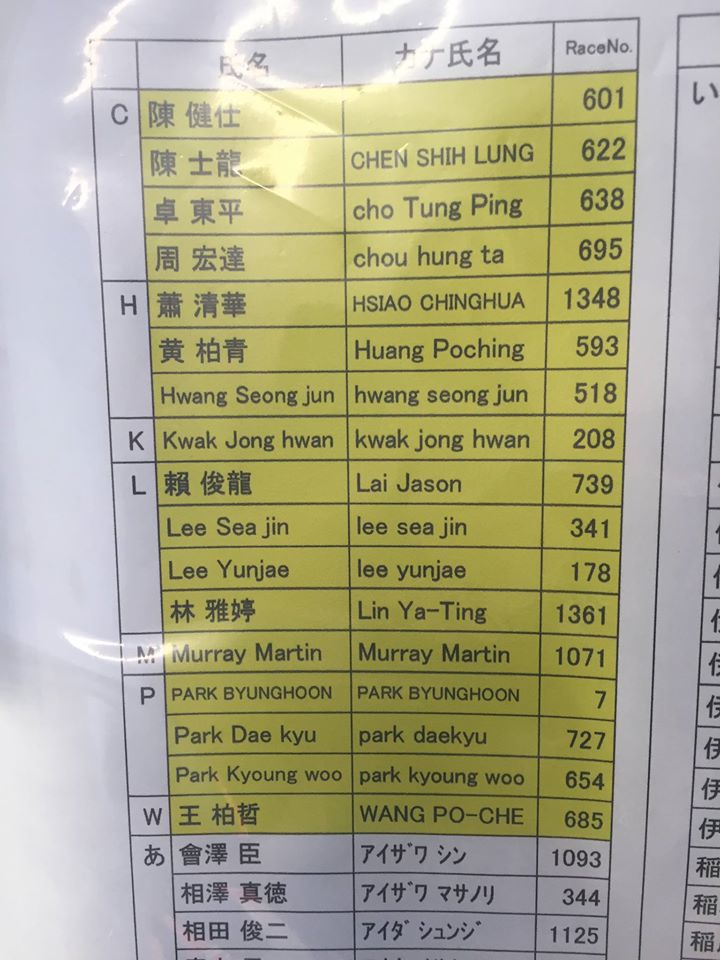 氏名 カナ氏名 RaceNo.
C 陳 健仕 601
陳 士龍 CHEN SHIH LUNG 622
卓 東平 cho Tung Ping 638
周 宏達 chou hung ta 695
H 蕭 清華 HSIAO CHINGHUA 1348
黄 柏青 Huang Poching 593
Hwang Seong jun hwang seong jun 518
K Kwak Jong hwan kwak jong hwan 208
L 賴 俊龍 Lai Jason 739
Lee Sea jin lee sea jin 341
Lee Yunjae lee yunjae 178
林 雅婷 Lin Ya-Ting 1361
M Murray Martin Murray Martin 1071
P PARK BYUNGHOON PARK BYUNGHOON 7
Park Dae kyu park daekyu 727
Park Kyoung woo park kyoung woo 654
W 王 柏哲 WANG PO-CHE 685
あ 會澤 臣 ｱｲｻﾞﾜ ｼﾝ 1093
相澤 真徳 ｱｲｻﾞﾜ ﾏｻﾉﾘ 344
相田 俊二 ｱｲﾀﾞ ｼｭﾝｼﾞ 1125
い